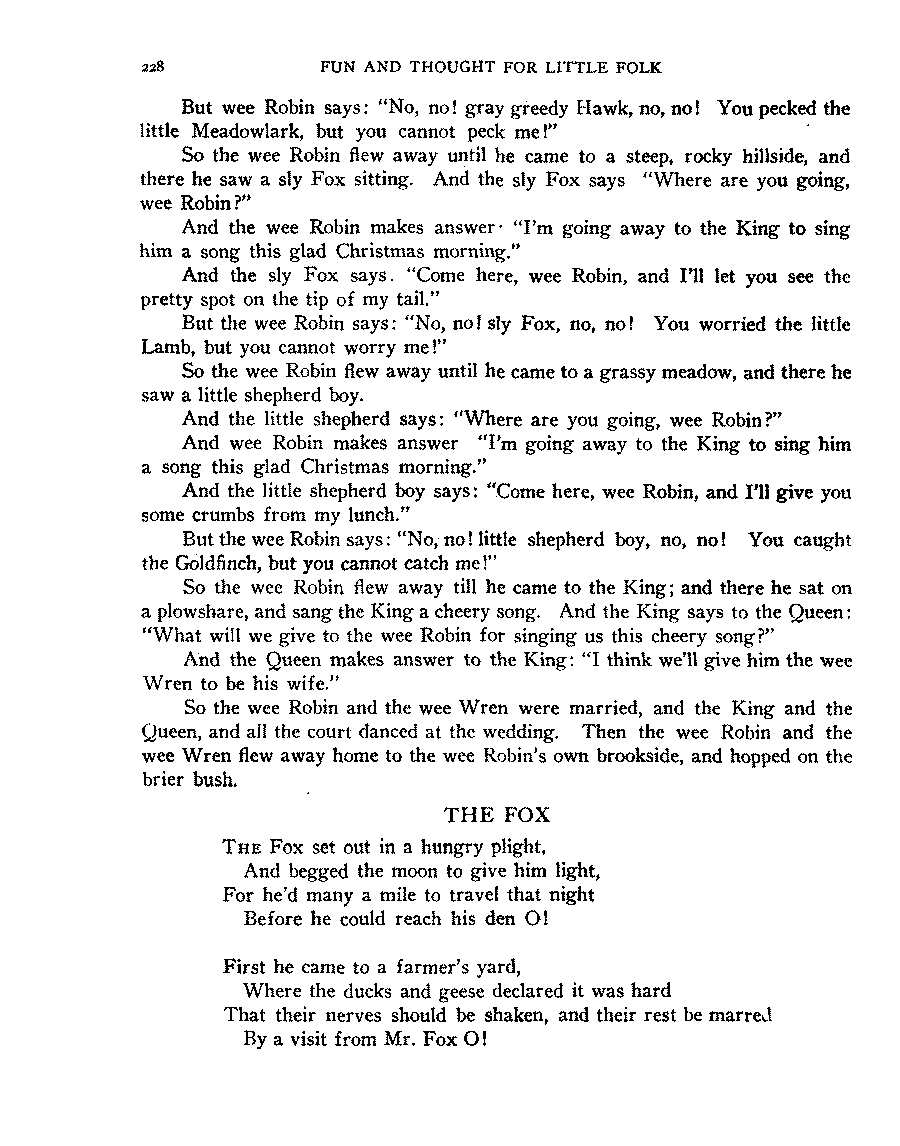 228 FUN AND THOUGHT FOR LITTLE FOLK
But wee Robin says: "No, no! gray greedy Hawk, no, no! You pecked the
little Meadowlark, but you cannot peck me!"
So the wee Robin flew away until he came to a steep, rocky hillside, and
there he saw a sly Fox sitting. And the sly Fox says "Where are you going,
wee Robin?"
And the wee Robin makes answer· "I'm going away to the King to sing
him a song this glad Christmas morning."
And the sly Fox says. "Come here, wee Robin, and I'll let you see the
pretty spot on the tip of my tail."
But the wee Robin says: "No, no! sly Fox, no, no! You worried the little
Lamb, but you cannot worry me!"
So the wee Robin flew away until he came to a grassy meadow, and there he
saw a little shepherd boy.
And the little shepherd says: "Where are you going, wee Robin?"
And wee Robin makes answer "I'm going away to the King to sing him
a song this glad Christmas morning."
And the little shepherd boy says: "Come here, wee Robin, and I'll give you
some crumbs from my lunch."
But the wee Robin says: "No, no! little shepherd boy, no, no! You caught
the Goldfinch, but you cannot catch me!"
So the wee Robin flew away till he came to the King; and there he sat on
a plowshare, and sang the King a cheery song. And the King says to the Queen:
"What will we give to the wee Robin for singing us this cheery song?"
And the Queen makes answer to the King: "I think we'll give him the wee
Wren to be his wife."
So the wee Robin and the wee Wren were married, and the King and the
Queen, and all the court danced at the wedding. Then the wee Robin and the
wee Wren flew away home to the wee Robin's own brookside, and hopped on the
brier bush.
THE FOX
THE Fox set out in a hungry plight,
And begged the moon to give him light,
For he'd many a mile to travel that night
Before he could reach his den O!
First he came to a farmer's yard,
Where the ducks and geese declared it was hard
That their nerves should be shaken, and their rest be marred
By a visit from Mr. Fox O!